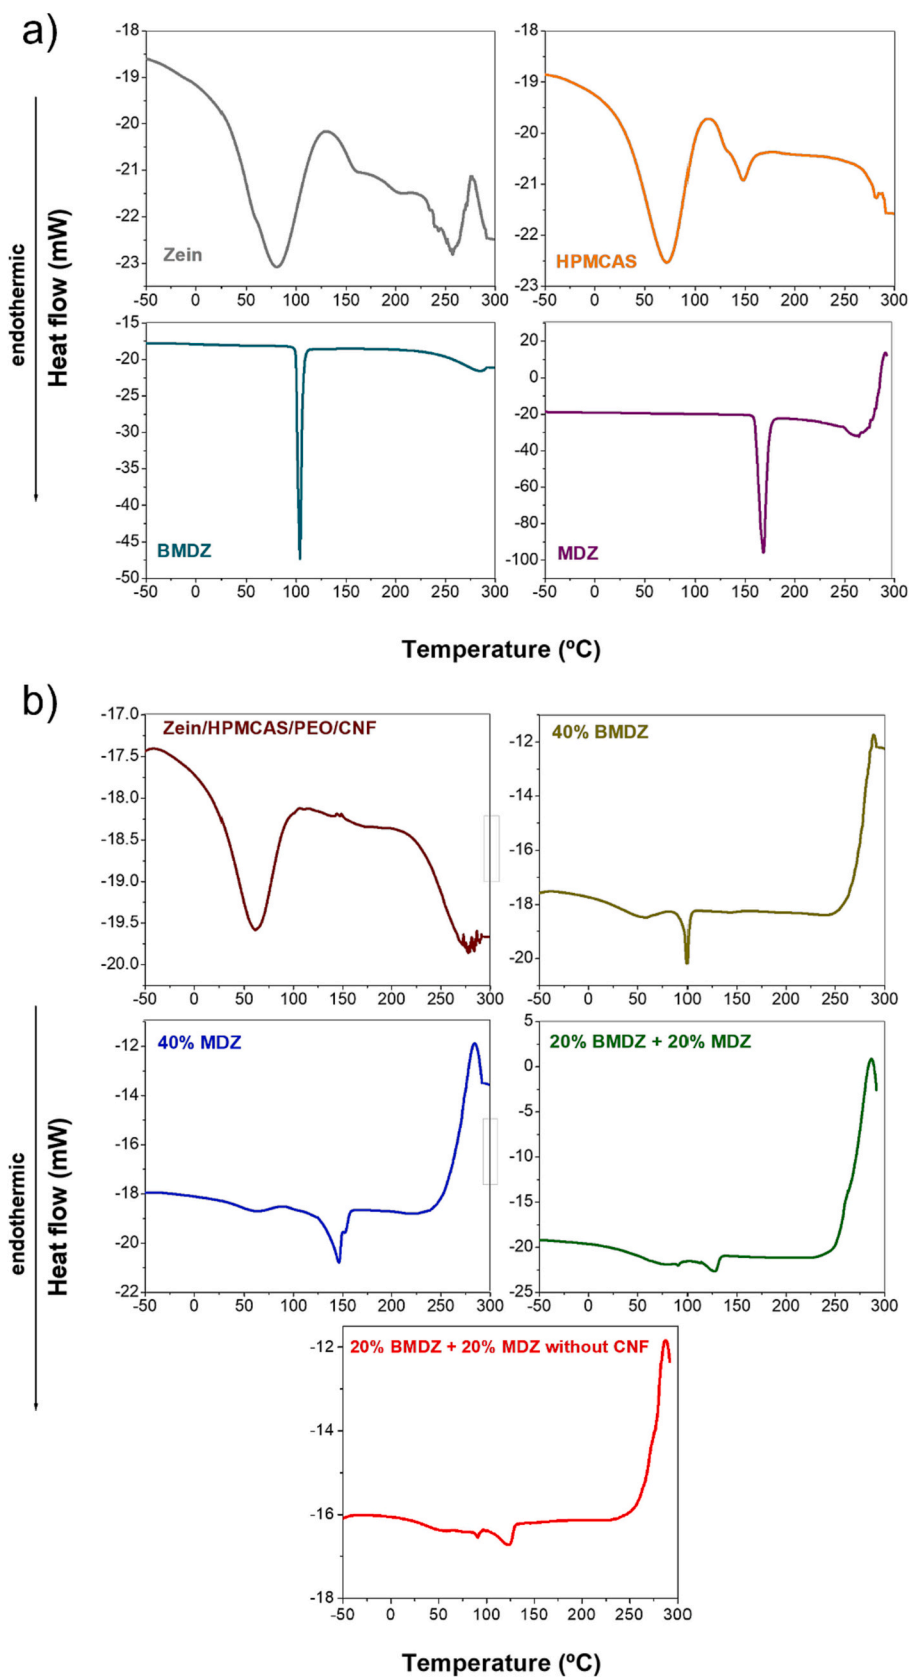 a)
endothermic
Heat flow (mW)
-18
-19
-20
-21
-22
-23
Zein
-50 0 50 100 150 200 250 300
-18
-19
-20
-21
-22
-23
HPMCAS
-50 0 50 100 150 200 250 300
-15
-20
-25
-30
-35
-40
-45
-50
BMDZ
-50 0 50 100 150 200 250 300
20
0
-20
-40
-60
-80
-100
MDZ
-50 0 50 100 150 200 250 300
Temperature (ºC)
b)
endothermic
Heat flow (mW)
-17.0
-17.5
-18.0
-18.5
-19.0
-19.5
-20.0
Zein/HPMCAS/PEO/CNF
-50 0 50 100 150 200 250 300
-12
-14
-16
-18
-20
40% BMDZ
-50 0 50 100 150 200 250 300
-12
-14
-16
-18
-20
-22
40% MDZ
-50 0 50 100 150 200 250 300
5
0
-5
-10
-15
-20
-25
20% BMDZ + 20% MDZ
-50 0 50 100 150 200 250 300
-12
-14
-16
-18
20% BMDZ + 20% MDZ without CNF
-50 0 50 100 150 200 250 300
Temperature (ºC)